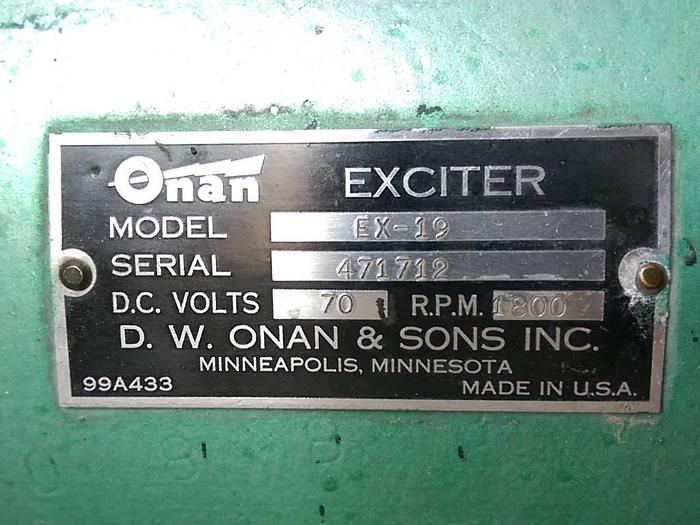 Onan EXCITER
MODEL EX-19
SERIAL 471712
D.C. VOLTS 70 R.P.M. 1800
D. W. ONAN & SONS INC.
MINNEAPOLIS, MINNESOTA
99A433 MADE IN U.S.A.